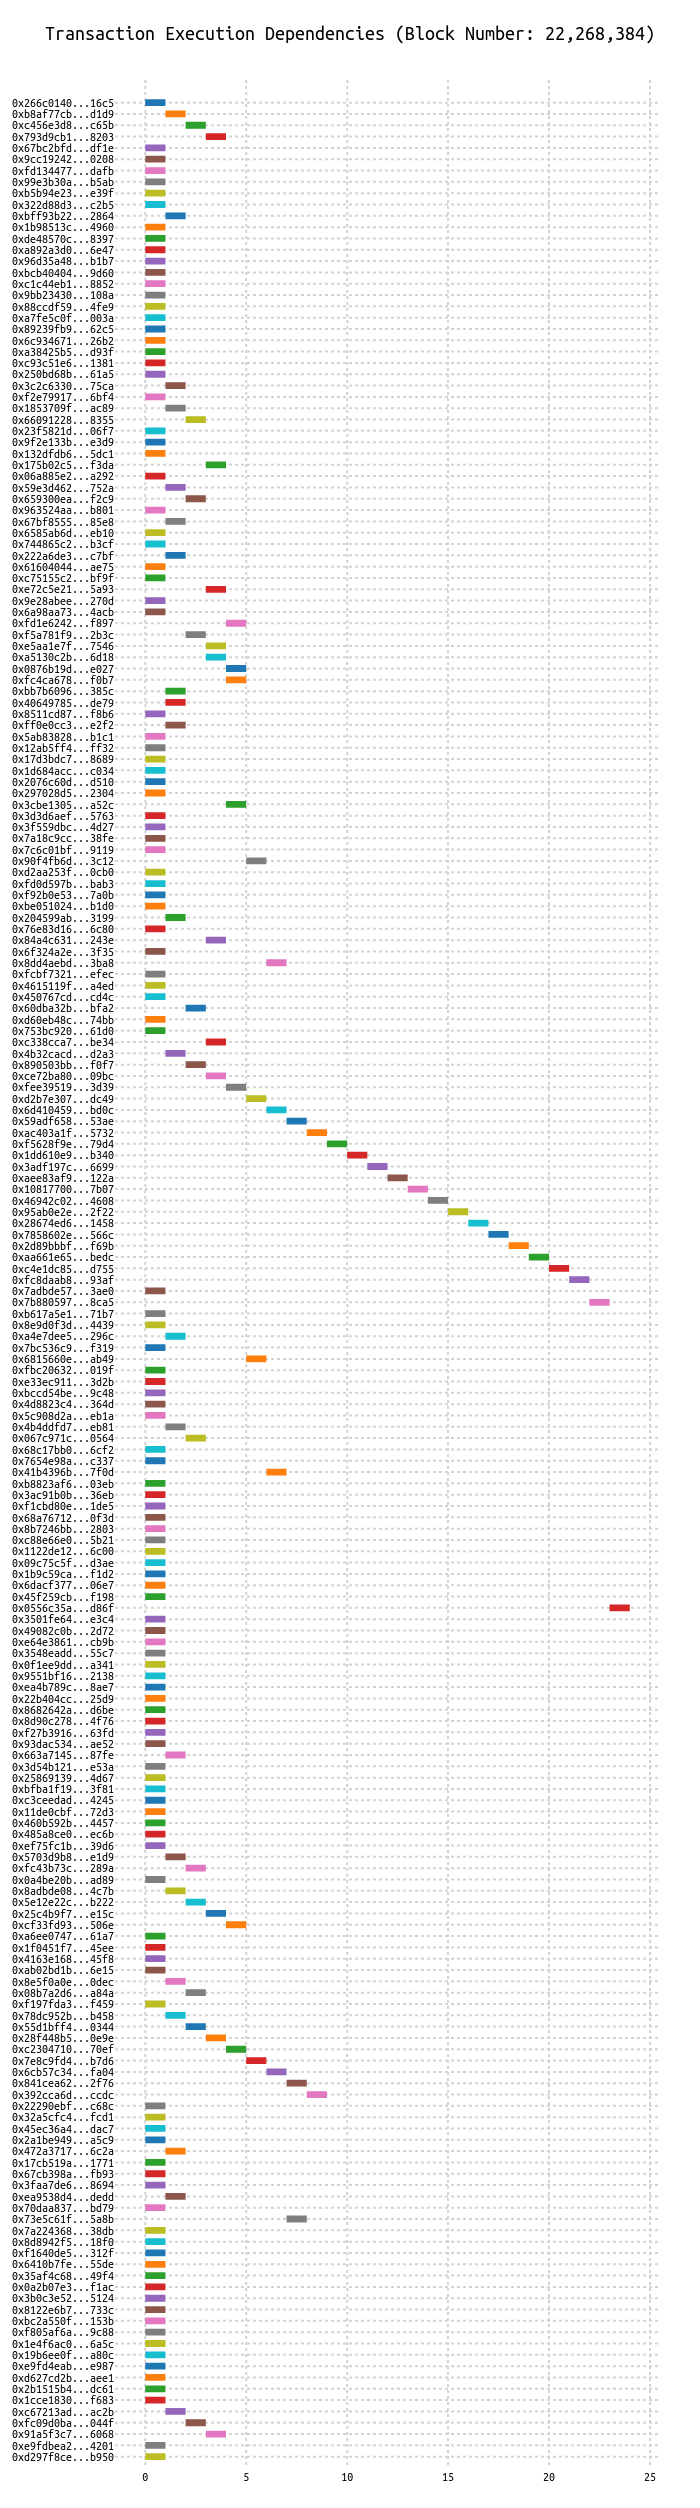 Transaction Execution Dependencies (Block Number: 22,268,384)
0x266c0140...16c5
0xb8af77cb...d1d9
0xc456e3d8...c65b
0x793d9cb1...8203
0x67bc2bfd...df1e
0x9cc19242...0208
0xfd134477...dafb
0x99e3b30a...b5ab
0xb5b94e23...e39f
0x322d88d3...c2b5
0xbff93b22...2864
0x1b98513c...4960
0xde48570c...8397
0xa892a3d0...6e47
0x96d35a48...b1b7
0xbcb40404...9d60
0xc1c44eb1...8852
0x9bb23430...108a
0x88ccdf59...4fe9
0xa7fe5c0f...003a
0x89239fb9...62c5
0x6c934671...26b2
0xa38425b5...d93f
0xc93c51e6...1381
0x250bd68b...61a5
0x3c2c6330...75ca
0xf2e79917...6bf4
0x1853709f...ac89
0x66091228...8355
0x23f5821d...06f7
0x9f2e133b...e3d9
0x132dfdb6...5dc1
0x175b02c5...f3da
0x06a885e2...a292
0x59e3d462...752a
0x659300ea...f2c9
0x963524aa...b801
0x67bf8555...85e8
0x6585ab6d...eb10
0x744865c2...b3cf
0x222a6de3...c7bf
0x61604044...ae75
0xc75155c2...bf9f
0xe72c5e21...5a93
0x9e28abee...270d
0x6a98aa73...4acb
0xfd1e6242...f897
0xf5a781f9...2b3c
0xe5aa1e7f...7546
0xa5130c2b...6d18
0x0876b19d...e027
0xfc4ca678...f0b7
0xbb7b6096...385c
0x40649785...de79
0x8511cd87...f8b6
0xff0e0cc3...e2f2
0x5ab83828...b1c1
0x12ab5ff4...ff32
0x17d3bdc7...8689
0x1d684acc...c034
0x2076c60d...d510
0x297028d5...2304
0x3cbe1305...a52c
0x3d3d6aef...5763
0x3f559dbc...4d27
0x7a18c9cc...38fe
0x7c6c01bf...9119
0x90f4fb6d...3c12
0xd2aa253f...0cb0
0xfd0d597b...bab3
0xf92b0e53...7a0b
0xbe051024...b1d0
0x204599ab...3199
0x76e83d16...6c80
0x84a4c631...243e
0x6f324a2e...3f35
0x8dd4aebd...3ba8
0xfcbf7321...efec
0x4615119f...a4ed
0x450767cd...cd4c
0x60dba32b...bfa2
0xd60eb48c...74bb
0x753bc920...61d0
0xc338cca7...be34
0x4b32cacd...d2a3
0x890503bb...f0f7
0xce72ba80...09bc
0xfee39519...3d39
0xd2b7e307...dc49
0x6d410459...bd0c
0x59adf658...53ae
0xac403a1f...5732
0xf5628f9e...79d4
0x1dd610e9...b340
0x3adf197c...6699
0xaee83af9...122a
0x10817700...7b07
0x46942c02...4608
0x95ab0e2e...2f22
0x28674ed6...1458
0x7858602e...566c
0x2d89bbbf...f69b
0xaa661e65...bedc
0xc4e1dc85...d755
0xfc8daab8...93af
0x7adbde57...3ae0
0x7b880597...8ca5
0xb617a5e1...71b7
0x8e9d0f3d...4439
0xa4e7dee5...296c
0x7bc536c9...f319
0x6815660e...ab49
0xfbc20632...019f
0xe33ec911...3d2b
0xbccd54be...9c48
0x4d8823c4...364d
0x5c908d2a...eb1a
0x4b4ddfd7...eb81
0x067c971c...0564
0x68c17bb0...6cf2
0x7654e98a...c337
0x41b4396b...7f0d
0xb8823af6...03eb
0x3ac91b0b...36eb
0xf1cbd80e...1de5
0x68a76712...0f3d
0x8b7246bb...2803
0xc88e66e0...5b21
0x1122de12...6c00
0x09c75c5f...d3ae
0x1b9c59ca...f1d2
0x6dacf377...06e7
0x45f259cb...f198
0x0556c35a...d86f
0x3501fe64...e3c4
0x49082c0b...2d72
0xe64e3861...cb9b
0x3548eadd...55c7
0x0f1ee9dd...a341
0x9551bf16...2138
0xea4b789c...8ae7
0x22b404cc...25d9
0x8682642a...d6be
0x8d90c278...4f76
0xf27b3916...63fd
0x93dac534...ae52
0x663a7145...87fe
0x3d54b121...e53a
0x25869139...4d67
0xbfba1f19...3f81
0xc3ceedad...4245
0x11de0cbf...72d3
0x460b592b...4457
0x485a8ce0...ec6b
0xef75fc1b...39d6
0x5703d9b8...e1d9
0xfc43b73c...289a
0x0a4be20b...ad89
0x8adbde08...4c7b
0x5e12e22c...b222
0x25c4b9f7...e15c
0xcf33fd93...506e
0xa6ee0747...61a7
0x1f0451f7...45ee
0x4163e168...45f8
0xab02bd1b...6e15
0x8e5f0a0e...0dec
0x08b7a2d6...a84a
0xf197fda3...f459
0x78dc952b...b458
0x55d1bff4...0344
0x28f448b5...0e9e
0xc2304710...70ef
0x7e8c9fd4...b7d6
0x6cb57c34...fa04
0x841cea62...2f76
0x392cca6d...ccdc
0x22290ebf...c68c
0x32a5cfc4...fcd1
0x45ec36a4...dac7
0x2a1be949...a5c9
0x472a3717...6c2a
0x17cb519a...1771
0x67cb398a...fb93
0x3faa7de6...8694
0xea9538d4...dedd
0x70daa837...bd79
0x73e5c61f...5a8b
0x7a224368...38db
0x8d8942f5...18f0
0xf1640de5...312f
0x6410b7fe...55de
0x35af4c68...49f4
0x0a2b07e3...f1ac
0x3b0c3e52...5124
0x8122e6b7...733c
0xbc2a550f...153b
0xf805af6a...9c88
0x1e4f6ac0...6a5c
0x19b6ee0f...a80c
0xe9fd4eab...e987
0xd627cd2b...aee1
0x2b1515b4...dc61
0x1cce1830...f683
0xc67213ad...ac2b
0xfc09d0ba...044f
0x91a5f3c7...6068
0xe9fdbea2...4201
0xd297f8ce...b950
0 5 10 15 20 25